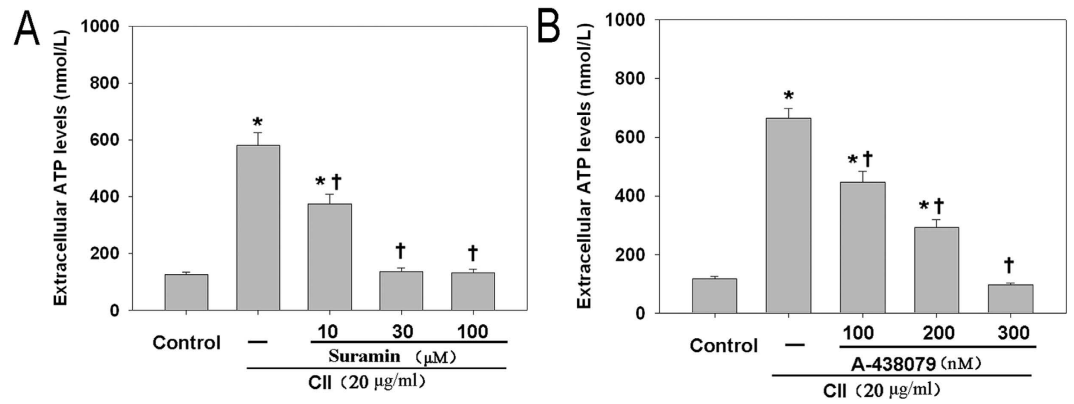 A
Extracellular ATP levels (nmol/L)
1000
800
600
400
200
0
*
* †
†
†
Control
—
10 30 100
Suramin (μM)
CII (20 μg/ml)
B
Extracellular ATP levels (nmol/L)
1000
800
600
400
200
0
*
* †
* †
†
Control
—
100 200 300
A-438079 (nM)
CII (20 μg/ml)